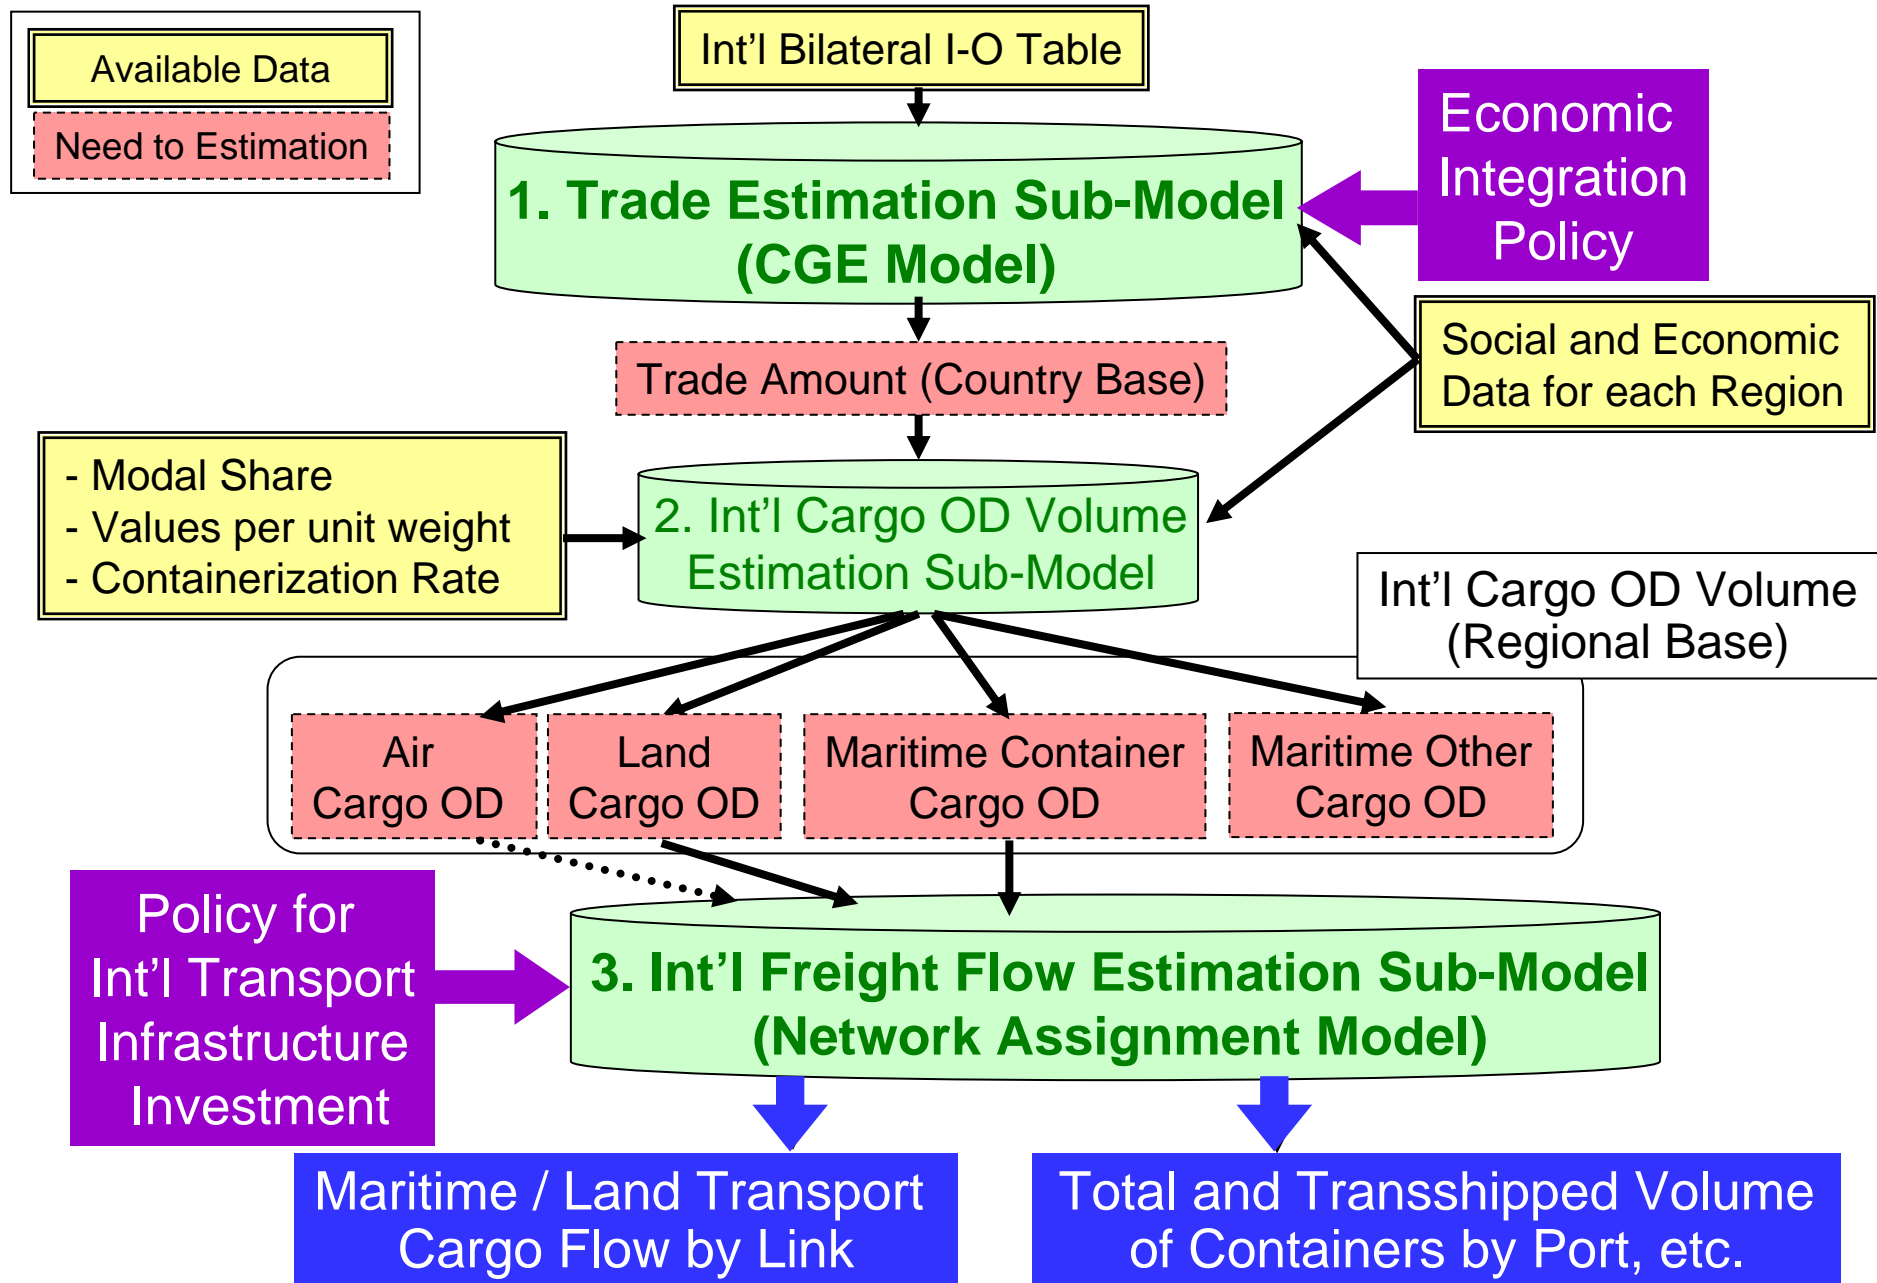 Available Data
Need to Estimation
Int'l Bilateral I-O Table
Economic
Integration
Policy
1. Trade Estimation Sub-Model
(CGE Model)
Trade Amount (Country Base)
Social and Economic
Data for each Region
- Modal Share
- Values per unit weight
- Containerization Rate
2. Int'l Cargo OD Volume
Estimation Sub-Model
Int'l Cargo OD Volume
(Regional Base)
Air
Cargo OD
Land
Cargo OD
Maritime Container
Cargo OD
Maritime Other
Cargo OD
Policy for
Int'l Transport
Infrastructure
Investment
3. Int'l Freight Flow Estimation Sub-Model
(Network Assignment Model)
Maritime / Land Transport
Cargo Flow by Link
Total and Transshipped Volume
of Containers by Port, etc.